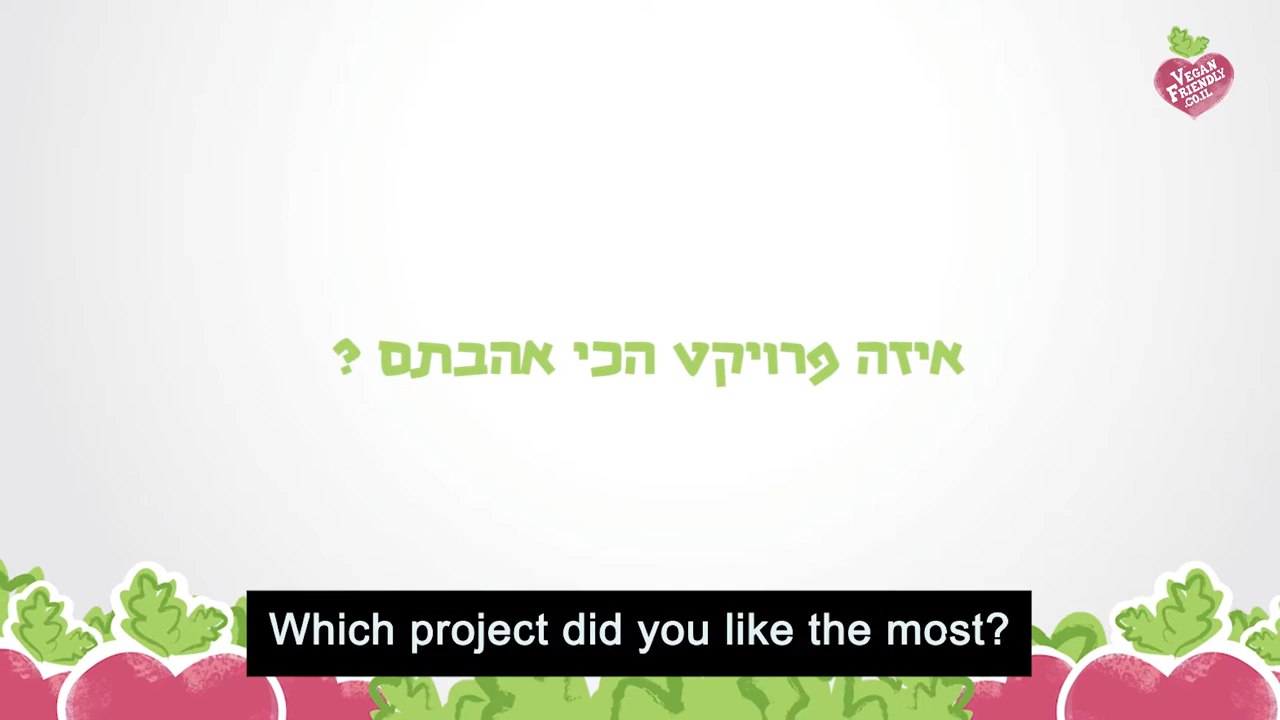 VEGAN
FRIENDLY
.CO.IL
איזה פרויקט הכי אהבתם ?
Which project did you like the most?